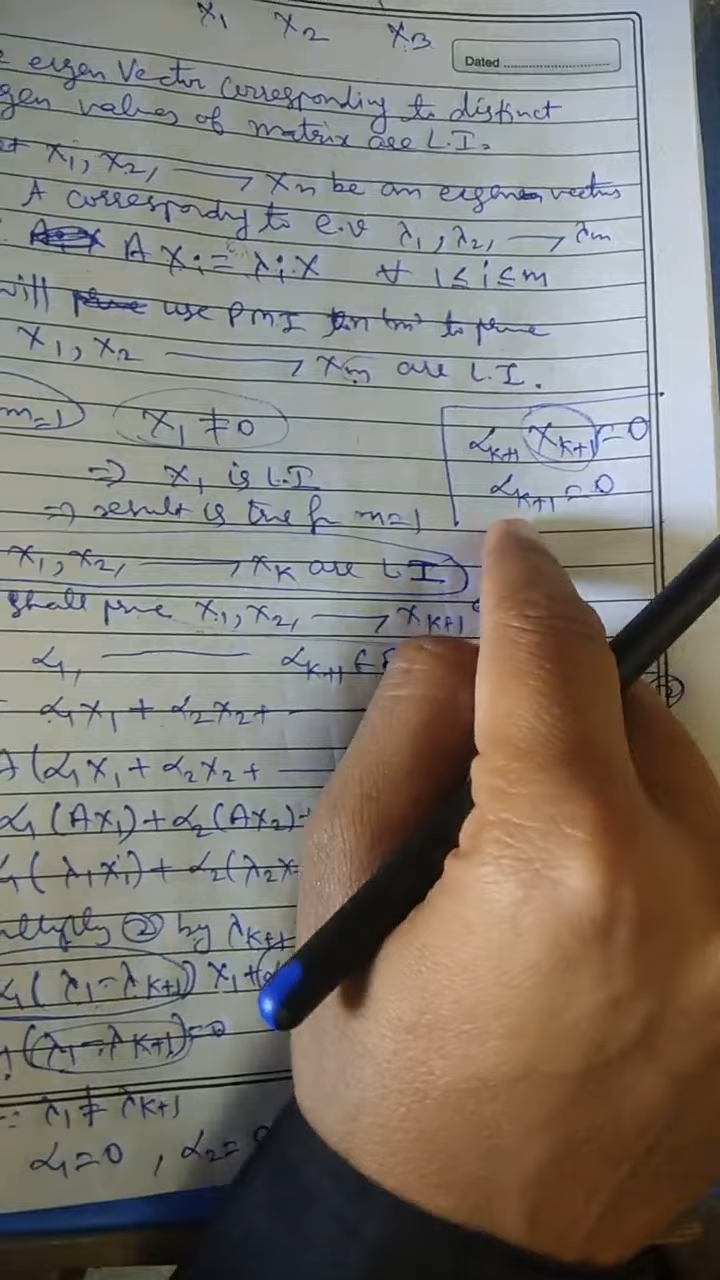 X1 X2 X3
Dated
eigen Vector corresponding to distinct
gen values of matrix are L.I.
x1, x2, —→ xn be an eigen vectors
A correspondig to e.v λ1, λ2, —→ λm
A Xi = λi X ∀ 1≤i≤m
will use PMI to prove
x1, x2 ———→ xm are L.I.
m=1 X1 ≠ 0
⇒ x1 is L.I
⇒ result is true for m=1
αk+1 Xk+1 = 0
αk+1 = 0
x1, x2, ——→ xk are L I
shall prove x1, x2, —→ xk+1
α1, ——— αk+1 ∈
α1x1 + α2x2 + —
A(α1x1 + α2x2 + —
α1(Ax1) + α2(Ax2) +
(λ1x1) + α2(λ2x
ultiply ② by λk+1
α1(λ1-λk+1) x1 +
(λ1-λk+1)=0
∵ λ1 ≠ λk+1
α1=0, α2=